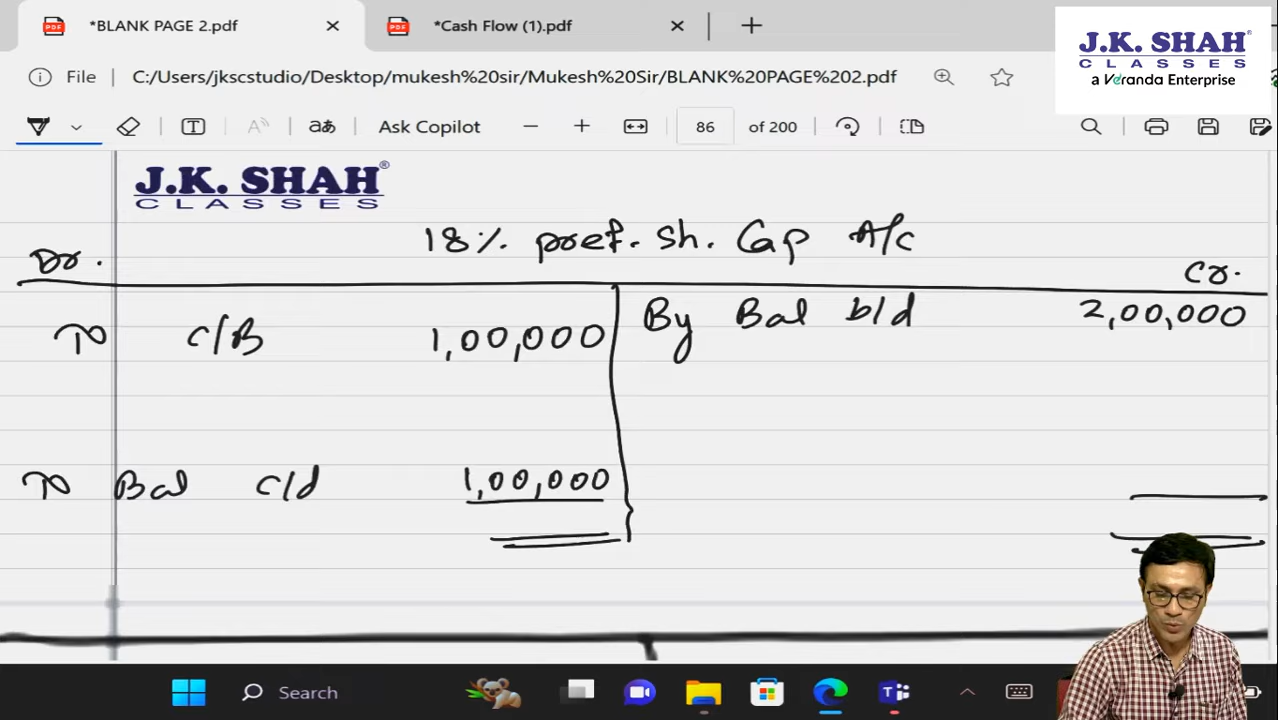 *BLANK PAGE 2.pdf
*Cash Flow (1).pdf
J.K. SHAH
CLASSES
a Veranda Enterprise
File C:/Users/jkscstudio/Desktop/mukesh%20sir/Mukesh%20Sir/BLANK%20PAGE%202.pdf
Ask Copilot
86 of 200
J.K. SHAH®
CLASSES
18% pref. sh. Cap A/c
Dr. Cr.
To C/B 1,00,000 By Bal b/d 2,00,000
To Bal c/d 1,00,000
Search